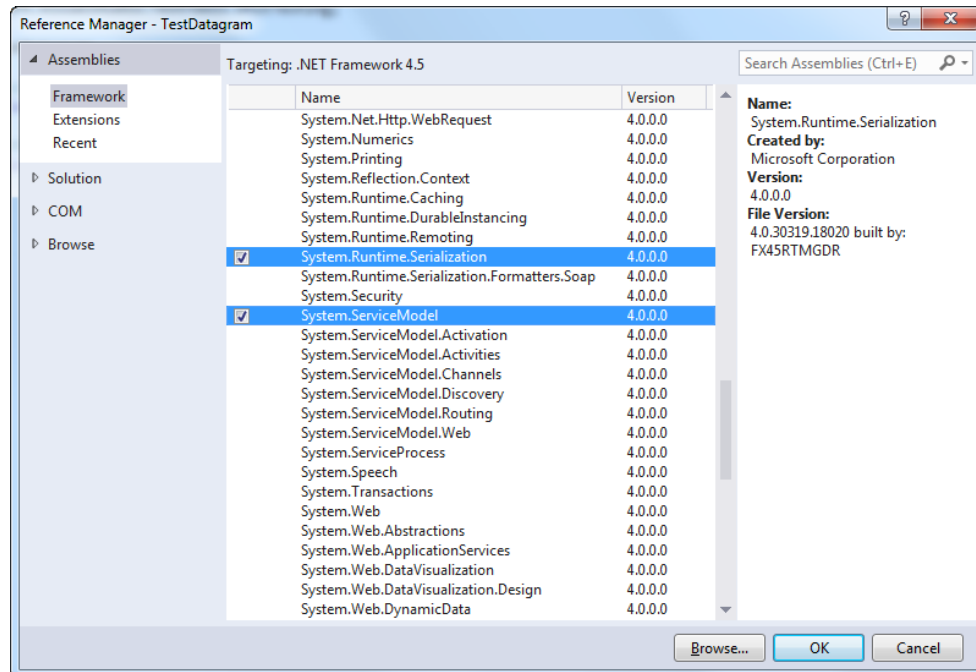 Reference Manager - TestDatagram
Assemblies
Framework
Extensions
Recent
Solution
COM
Browse
Targeting: .NET Framework 4.5
Search Assemblies (Ctrl+E)
Name Version
System.Net.Http.WebRequest 4.0.0.0
System.Numerics 4.0.0.0
System.Printing 4.0.0.0
System.Reflection.Context 4.0.0.0
System.Runtime.Caching 4.0.0.0
System.Runtime.DurableInstancing 4.0.0.0
System.Runtime.Remoting 4.0.0.0
System.Runtime.Serialization 4.0.0.0
System.Runtime.Serialization.Formatters.Soap 4.0.0.0
System.Security 4.0.0.0
System.ServiceModel 4.0.0.0
System.ServiceModel.Activation 4.0.0.0
System.ServiceModel.Activities 4.0.0.0
System.ServiceModel.Channels 4.0.0.0
System.ServiceModel.Discovery 4.0.0.0
System.ServiceModel.Routing 4.0.0.0
System.ServiceModel.Web 4.0.0.0
System.ServiceProcess 4.0.0.0
System.Speech 4.0.0.0
System.Transactions 4.0.0.0
System.Web 4.0.0.0
System.Web.Abstractions 4.0.0.0
System.Web.ApplicationServices 4.0.0.0
System.Web.DataVisualization 4.0.0.0
System.Web.DataVisualization.Design 4.0.0.0
System.Web.DynamicData 4.0.0.0
Name:
System.Runtime.Serialization
Created by:
Microsoft Corporation
Version:
4.0.0.0
File Version:
4.0.30319.18020 built by:
FX45RTMGDR
Browse... OK Cancel